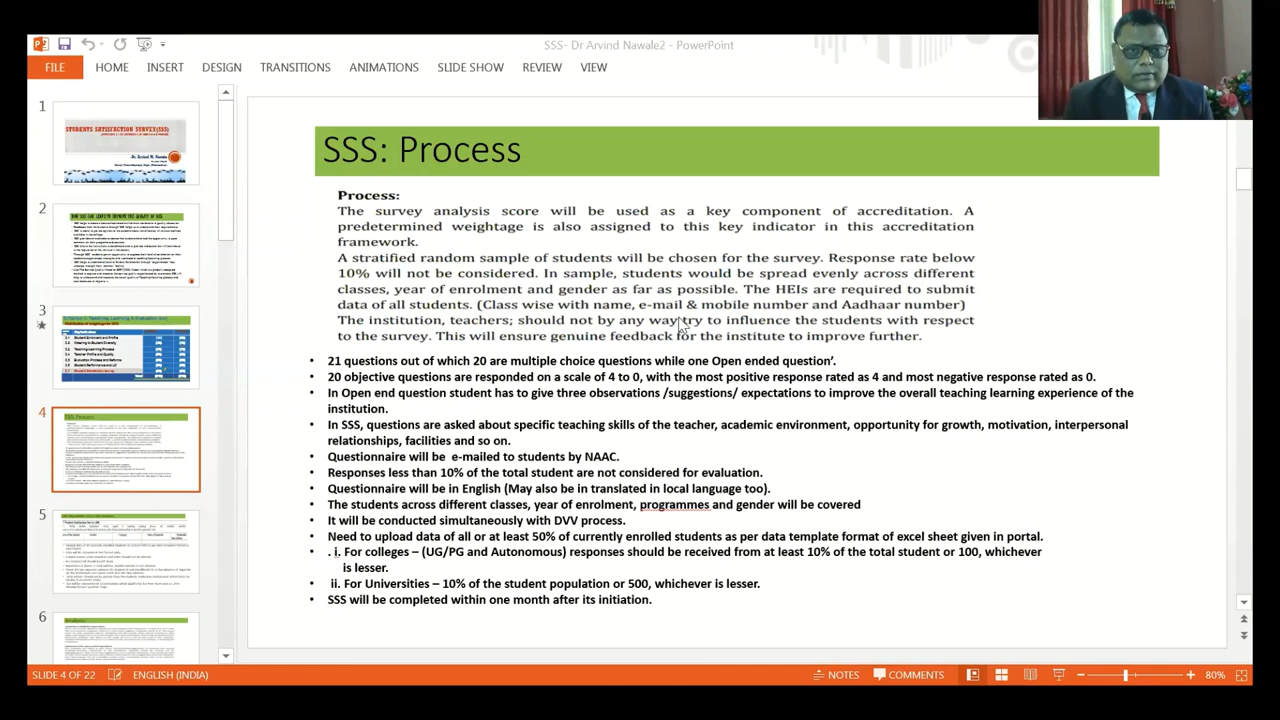 SSS- Dr Arvind Nawale2 - PowerPoint
FILE HOME INSERT DESIGN TRANSITIONS ANIMATIONS SLIDE SHOW REVIEW VIEW
1
STUDENTS SATISFACTION SURVEY(SSS)
2
3
4
5
6
SSS: Process
Process:
The survey analysis score will be used as a key component of accreditation. A
predetermined weightage is also assigned to this key indicator in this accreditation
framework.
A stratified random sample of students will be chosen for the survey. Response rate below
10% will not be considered. In sample, students would be spread evenly across different
classes, year of enrolment and gender as far as possible. The HEIs are required to submit
data of all students. (Class wise with name, e-mail & mobile number and Aadhaar number)
The institution, teachers should not by any way try to influence the students with respect
to the survey. This will ensure genuine feedback for the institute to improve further.
• 21 questions out of which 20 are multiple choice questions while one Open ended question’.
• 20 objective questions are responded on a scale of 4 to 0, with the most positive response rated as 4 and most negative response rated as 0.
• In Open end question student has to give three observations /suggestions/ expectations to improve the overall teaching learning experience of the
institution.
• In SSS, questions are asked about specific teaching skills of the teacher, academic environment, opportunity for growth, motivation, interpersonal
relationships, facilities and so on.
• Questionnaire will be e-mailed to students by NAAC.
• Responses less than 10% of the total student are not considered for evaluation.
• Questionnaire will be in English (May also be in translated in local language too).
• The students across different classes, year of enrolment, programmes and gender will be covered
• It will be conducted simultaneously with DVV process.
• Need to upload data of all or at least 50% of currently enrolled students as per data template format of excel sheet given in portal.
• . i. For colleges – (UG/PG and Autonomous) responses should be received from at least 10% of the total student or 100, whichever
is lesser.
• ii. For Universities – 10% of the student population or 500, whichever is lesser.
• SSS will be completed within one month after its initiation.
SLIDE 4 OF 22 ENGLISH (INDIA) NOTES COMMENTS 80%